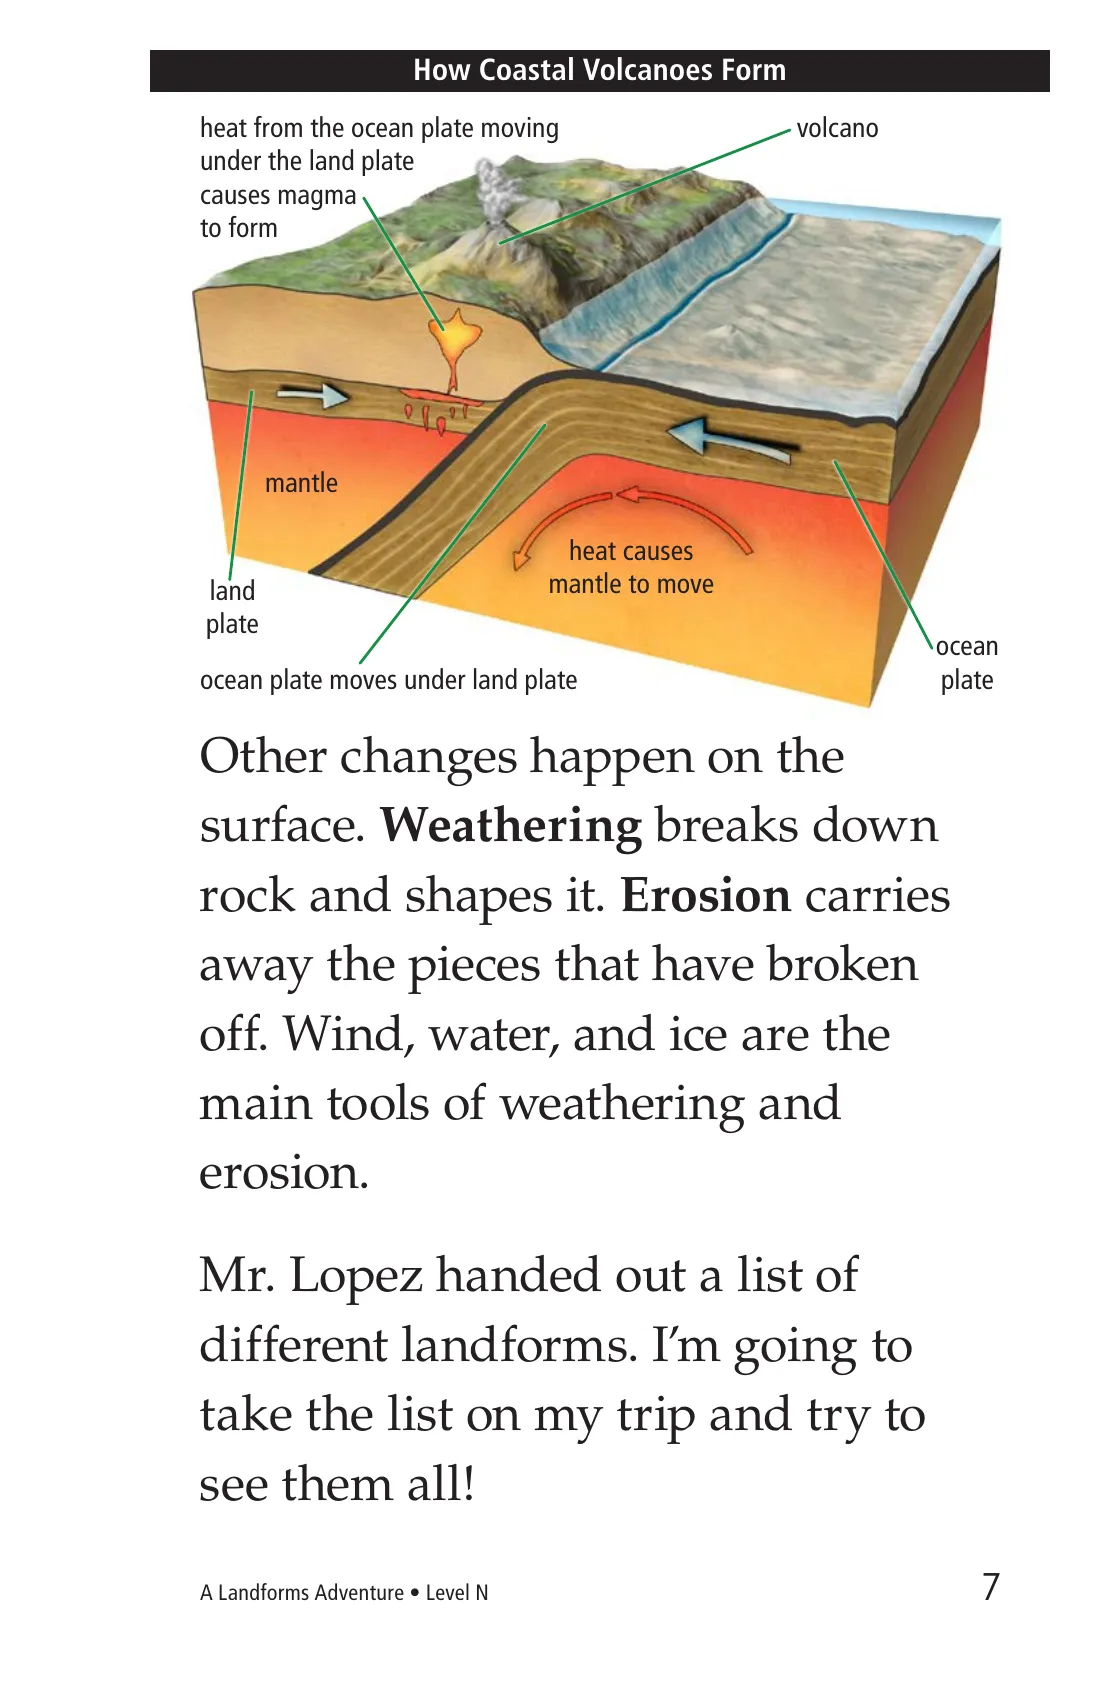 How Coastal Volcanoes Form
heat from the ocean plate moving
under the land plate
causes magma
to form
volcano
mantle
heat causes
mantle to move
land
plate
ocean
plate
ocean plate moves under land plate
Other changes happen on the
surface. Weathering breaks down
rock and shapes it. Erosion carries
away the pieces that have broken
off. Wind, water, and ice are the
main tools of weathering and
erosion.
Mr. Lopez handed out a list of
different landforms. I’m going to
take the list on my trip and try to
see them all!
A Landforms Adventure • Level N
7